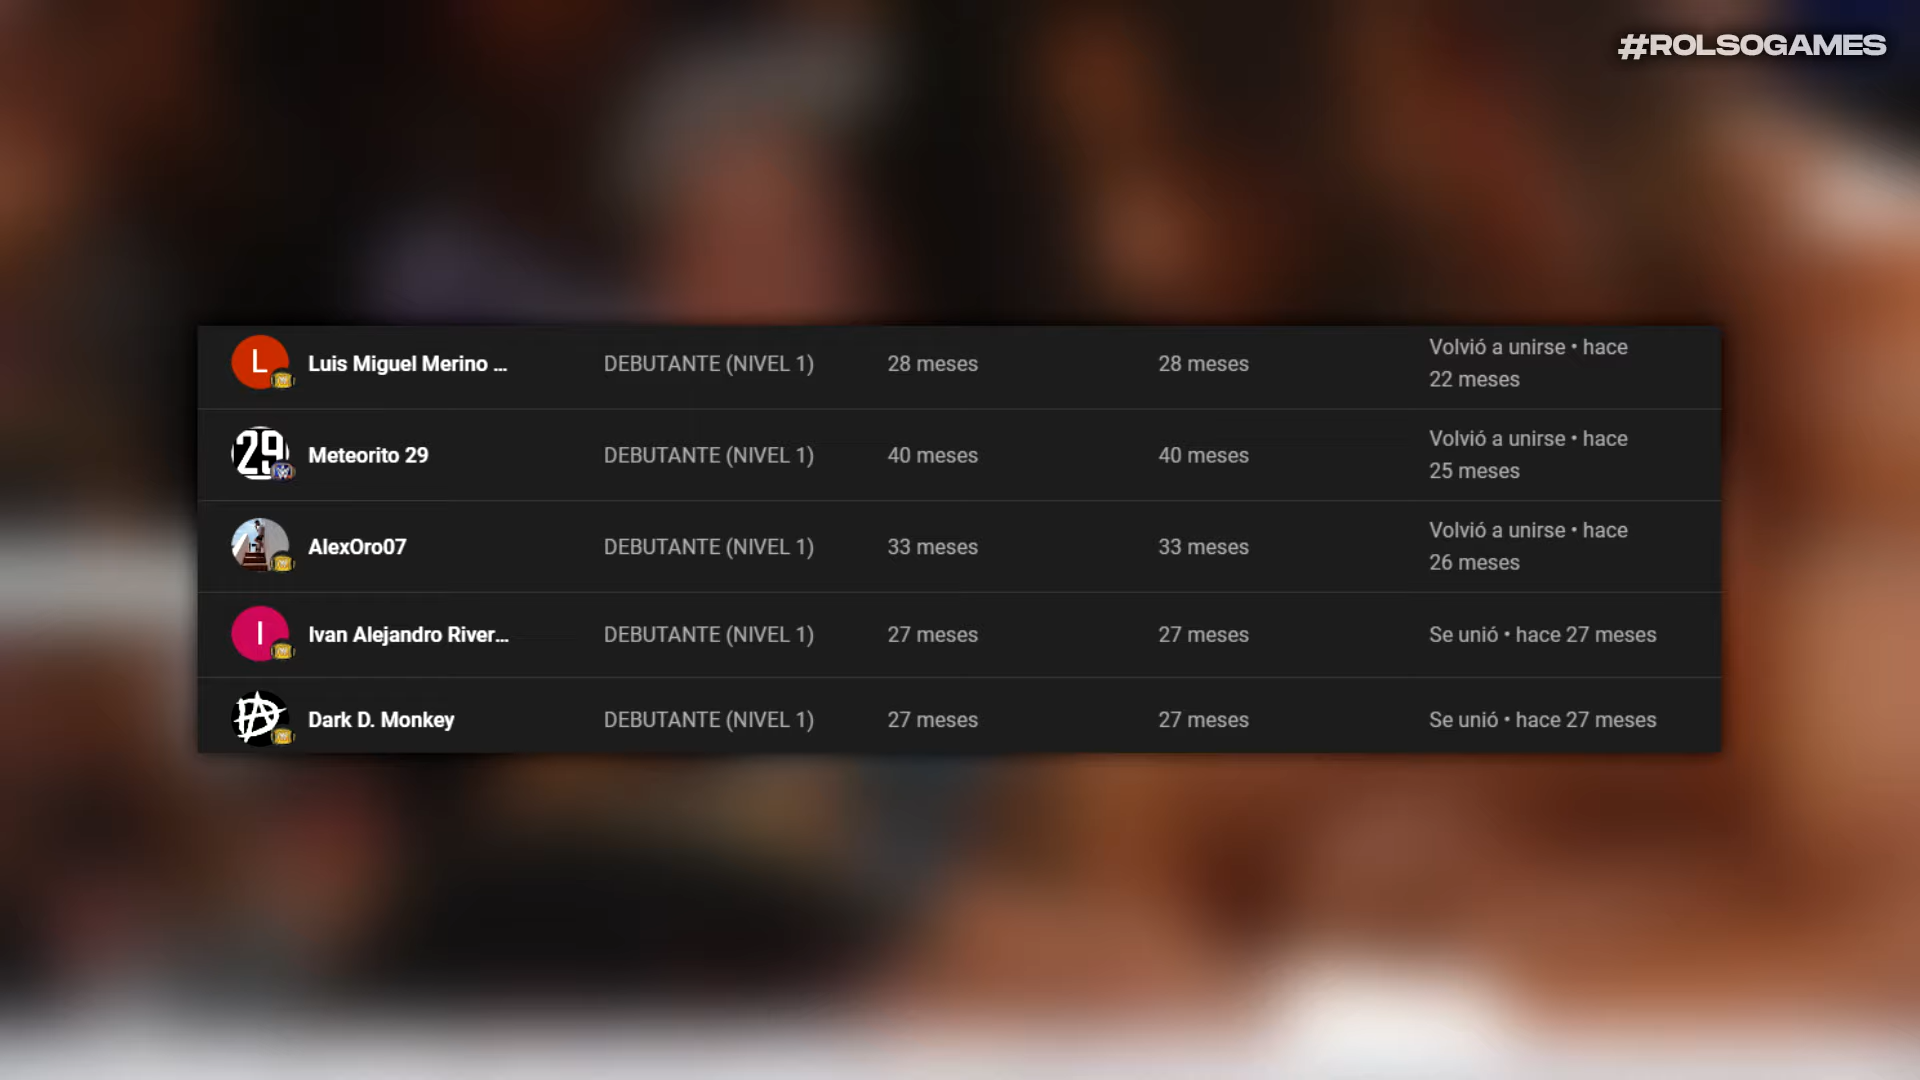 #ROLSOGAMES
L Luis Miguel Merino ... DEBUTANTE (NIVEL 1) 28 meses 28 meses Volvió a unirse • hace
22 meses
29 Meteorito 29 DEBUTANTE (NIVEL 1) 40 meses 40 meses Volvió a unirse • hace
25 meses
AlexOro07 DEBUTANTE (NIVEL 1) 33 meses 33 meses Volvió a unirse • hace
26 meses
I Ivan Alejandro River... DEBUTANTE (NIVEL 1) 27 meses 27 meses Se unió • hace 27 meses
Dark D. Monkey DEBUTANTE (NIVEL 1) 27 meses 27 meses Se unió • hace 27 meses